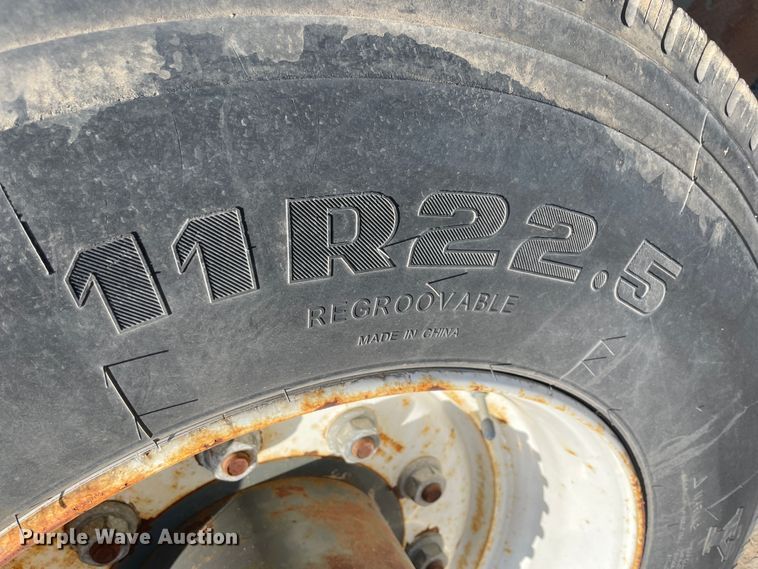 11R22.5
REGROOVABLE
MADE IN CHINA
Purple Wave Auction